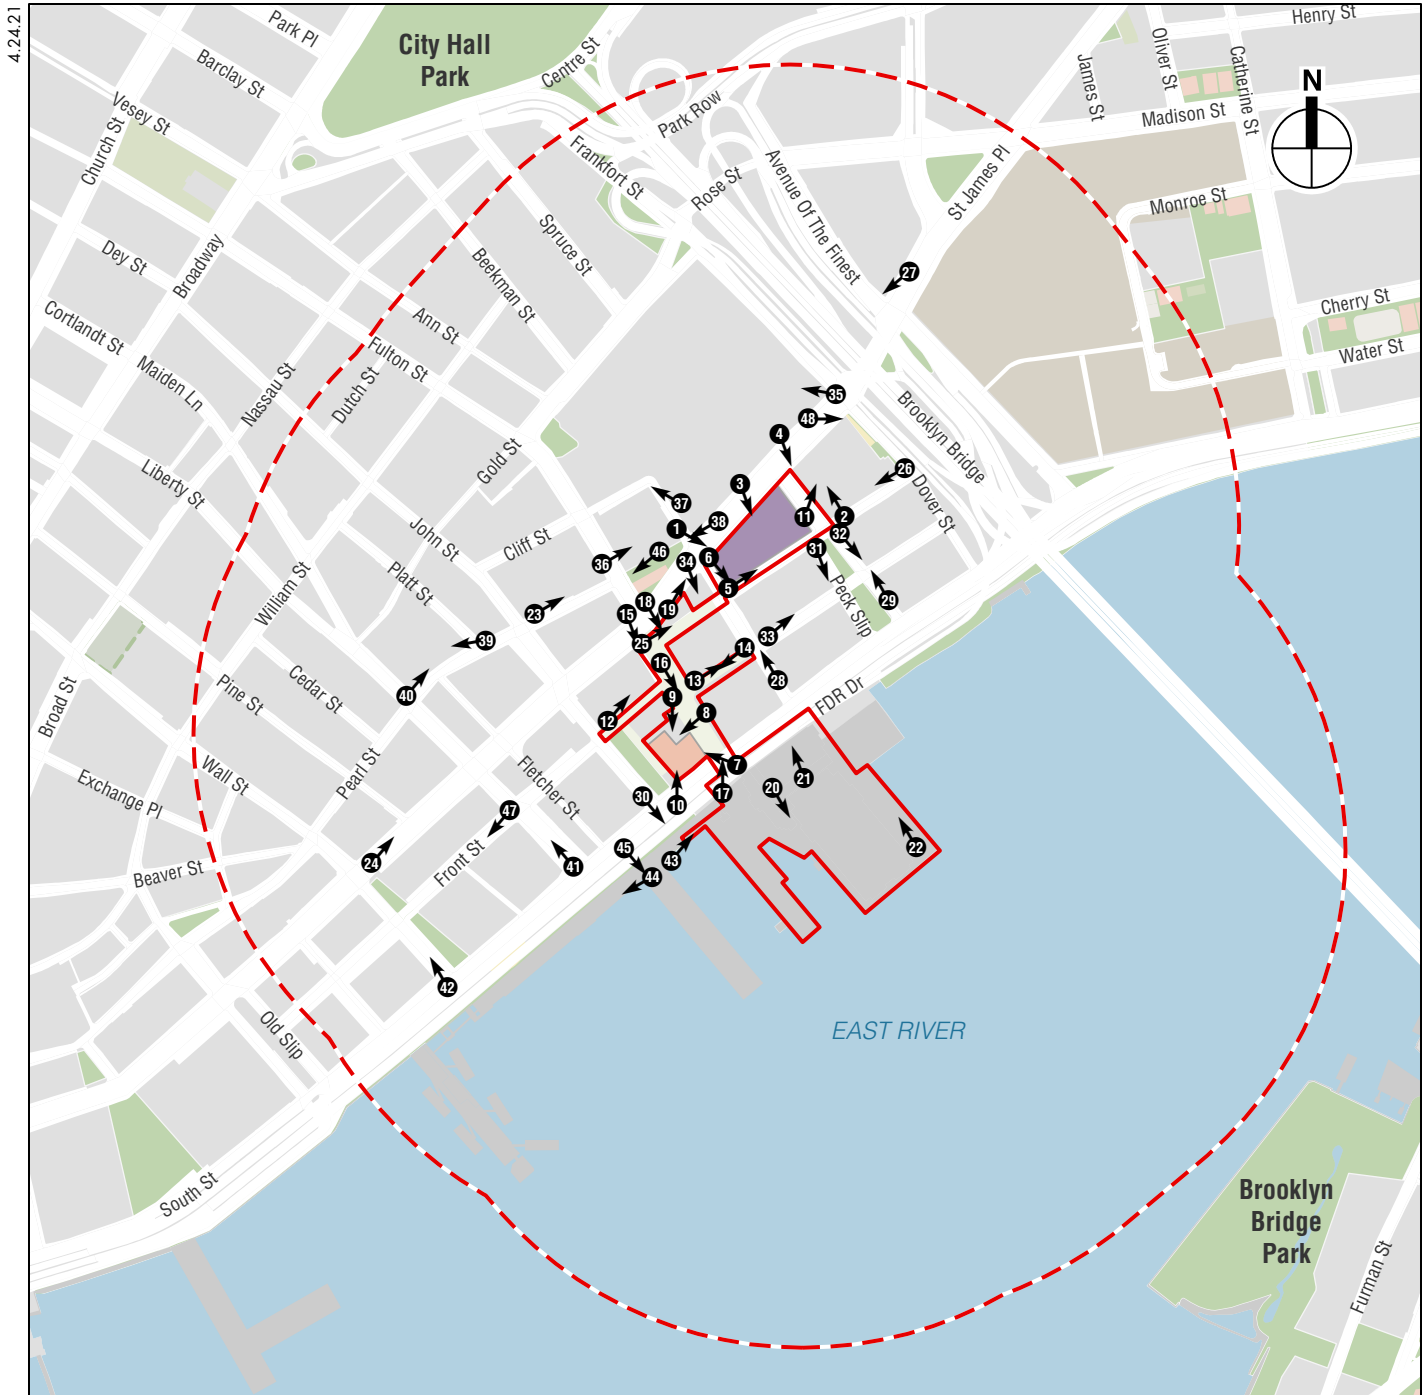 4.24.21
Park Pl
City Hall
Park
Centre St
Henry St
Barclay St
Oliver St
Catherine St
James St
N
Vesey St
Church St
Park Row
Madison St
Frankfort St
Rose St
Avenue Of The Finest
St James Pl
Monroe St
Dey St
Broadway
Spruce St
Beekman St
27
Cherry St
Cortlandt St
Ann St
Water St
Maiden Ln
Fulton St
Nassau St
Dutch St
35
48
Brooklyn Bridge
4
Gold St
Liberty St
26
3
37
Dover St
11
2
John St
1
38
32
Cliff St
46
6
31
36
34
5
Platt St
William St
18
19
29
Peck Slip
23
15
33
39
25
14
16
13
28
Cedar St
40
9
Pine St
Broad St
12
8
FDR Dr
7
Wall St
Pearl St
Fletcher St
21
20
Exchange Pl
17
30
10
47
22
45
43
24
Front St
41
44
Beaver St
42
Old Slip
EAST RIVER
South St
Brooklyn
Bridge
Park
Furman St